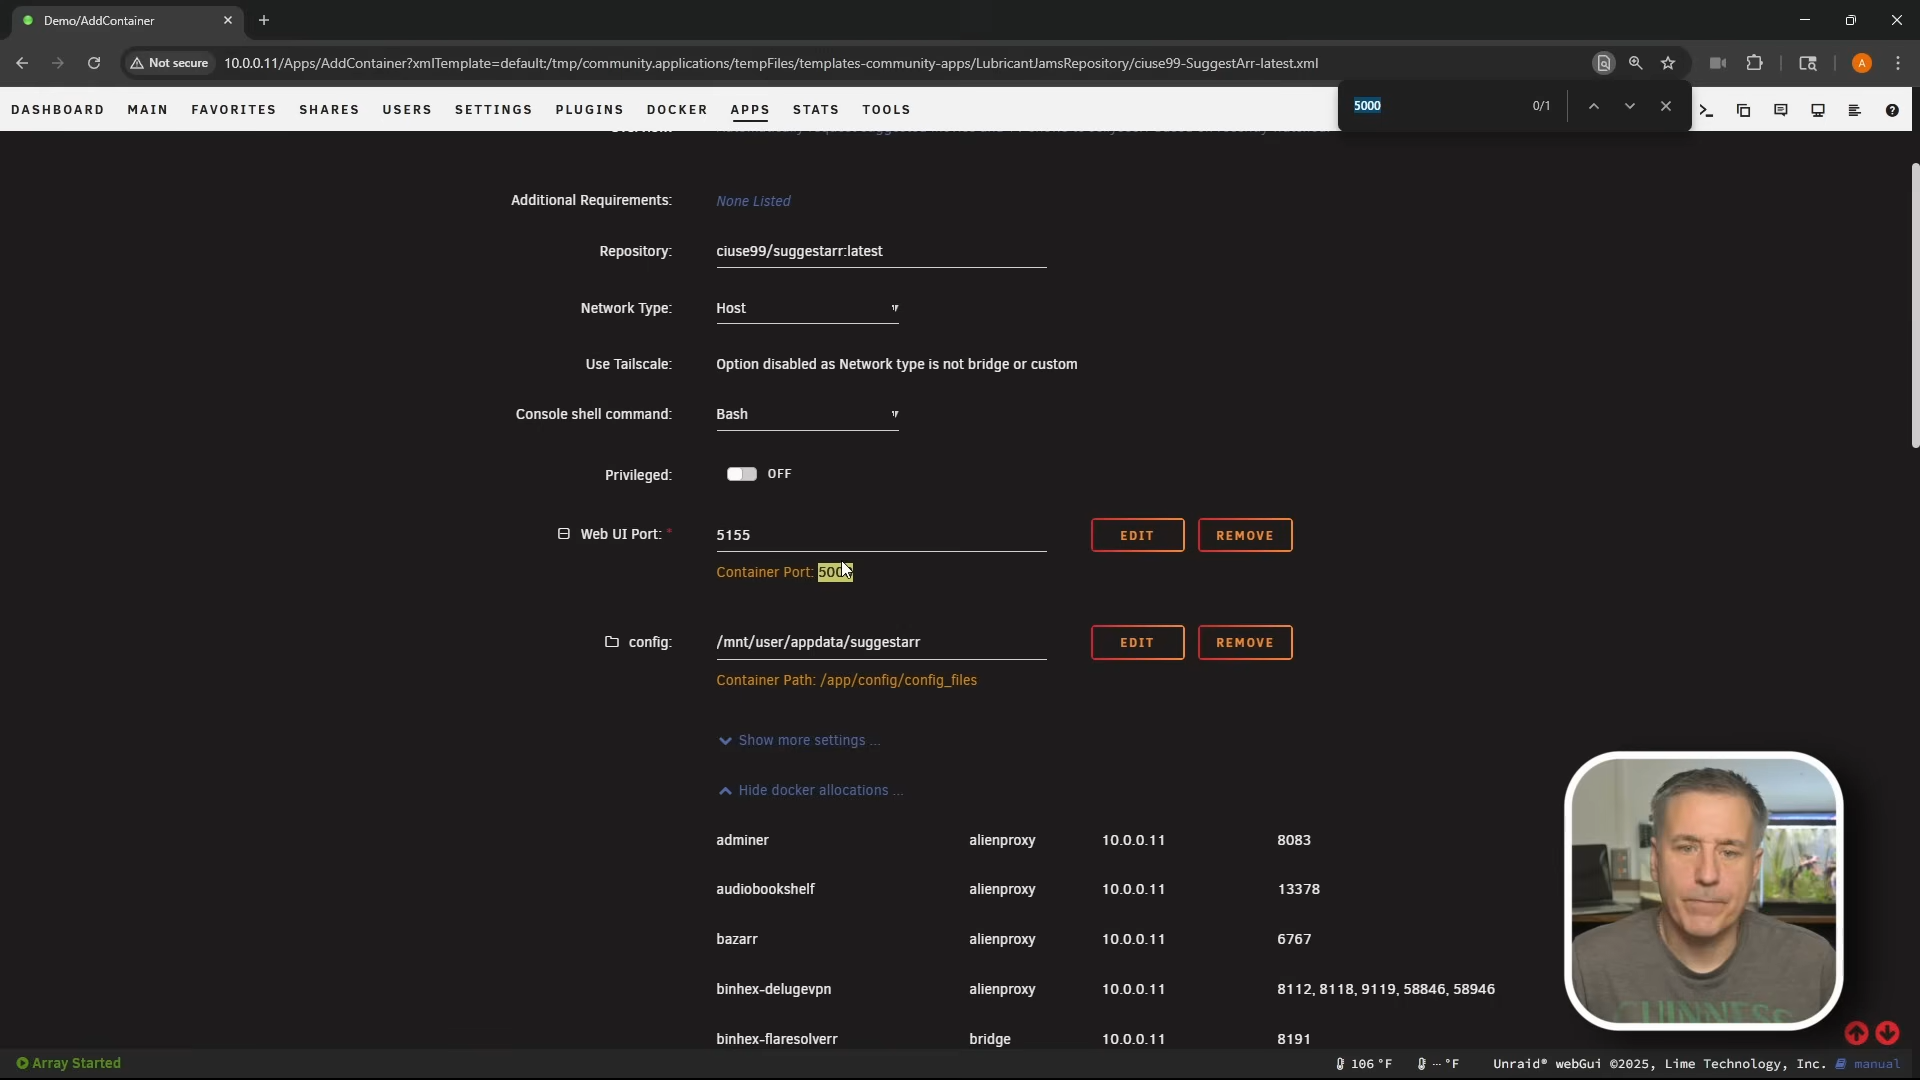 Demo/AddContainer
Not secure
10.0.0.11/Apps/AddContainer?xmlTemplate=default:/tmp/community.applications/tempFiles/templates-community-apps/LubricantJamsRepository/ciuse99-SuggestArr-latest.xml
A
5000 0/1
DASHBOARD MAIN FAVORITES SHARES USERS SETTINGS PLUGINS DOCKER APPS STATS TOOLS
Additional Requirements: None Listed
Repository: ciuse99/suggestarr:latest
Network Type: Host
Use Tailscale: Option disabled as Network type is not bridge or custom
Console shell command: Bash
Privileged: OFF
Web UI Port: * 5155 EDIT REMOVE
Container Port: 5000
config: /mnt/user/appdata/suggestarr EDIT REMOVE
Container Path: /app/config/config_files
Show more settings ...
Hide docker allocations ...
adminer alienproxy 10.0.0.11 8083
audiobookshelf alienproxy 10.0.0.11 13378
bazarr alienproxy 10.0.0.11 6767
binhex-delugevpn alienproxy 10.0.0.11 8112, 8118, 9119, 58846, 58946
binhex-flaresolverr bridge 10.0.0.11 8191
GUINNESS
Array Started
106 °F -- °F Unraid® webGui ©2025, Lime Technology, Inc. manual